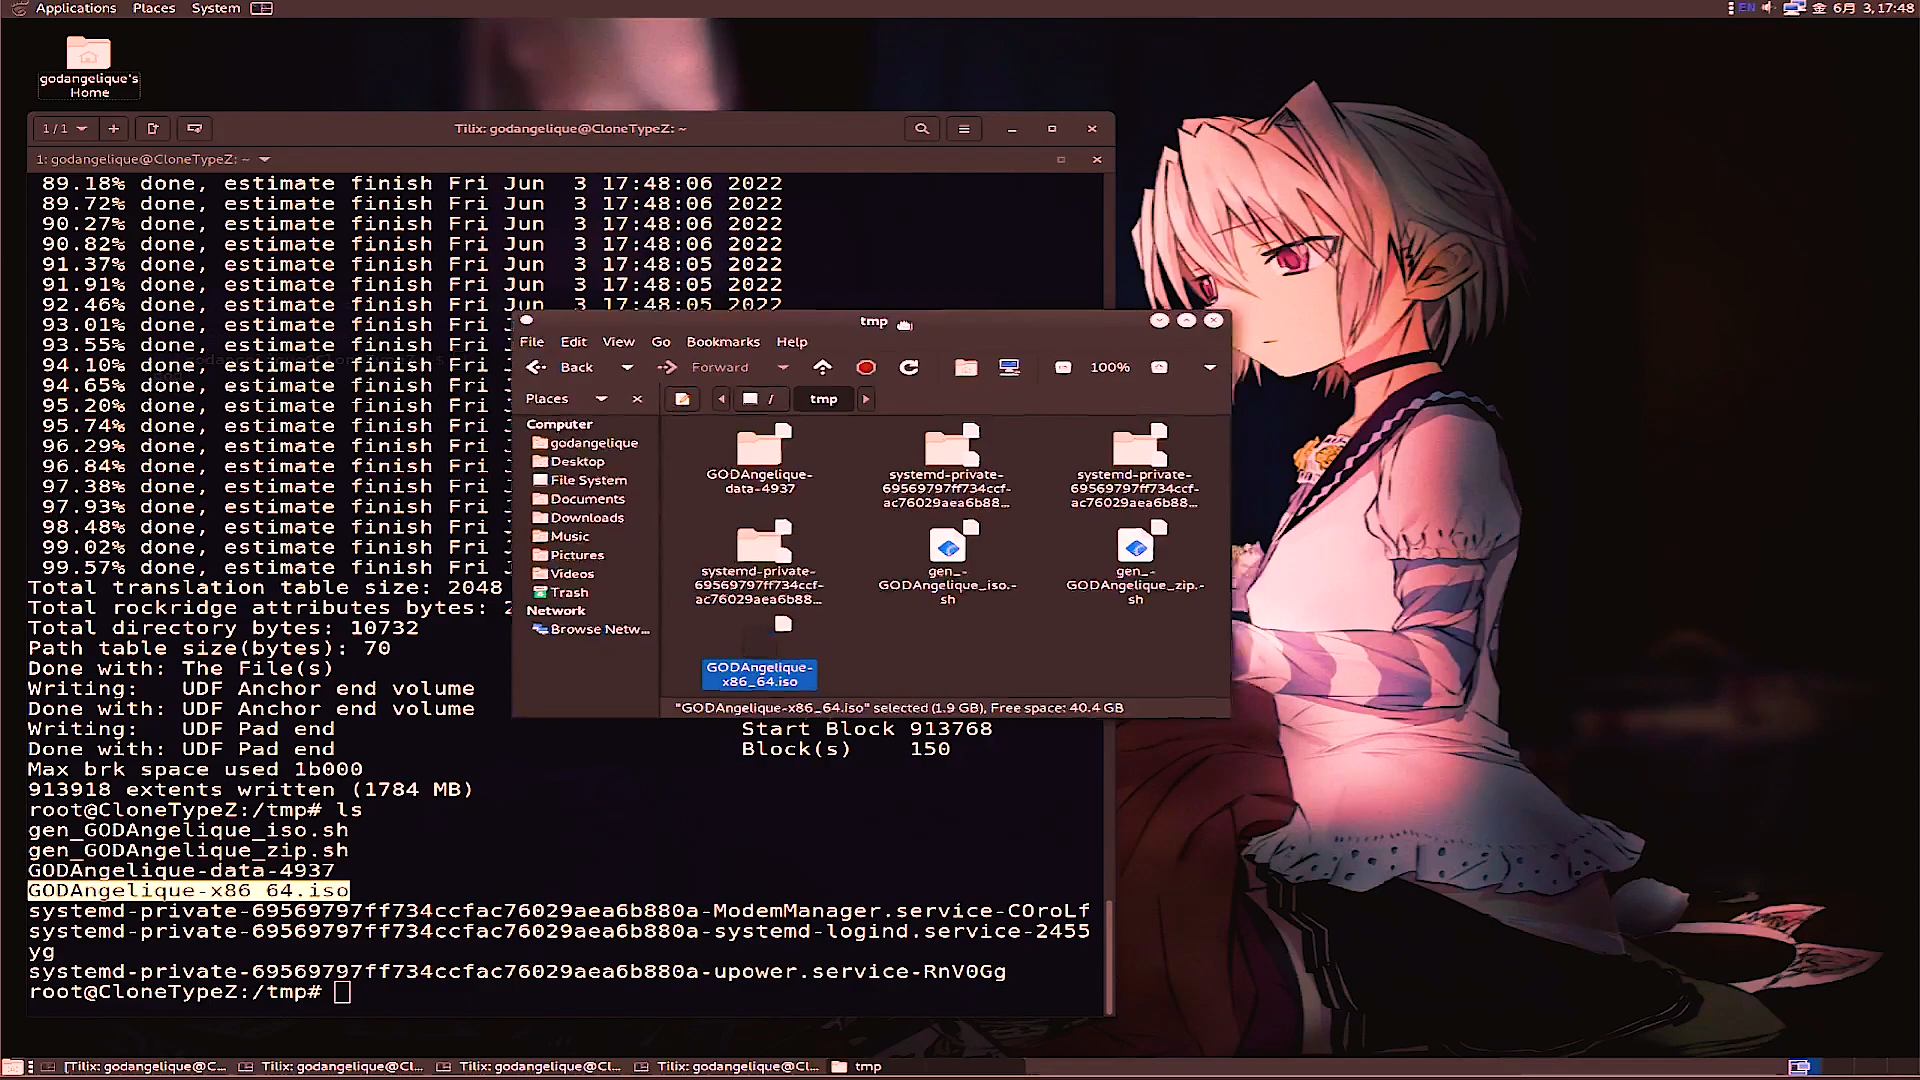 Applications Places System
EN 金 6月 3, 17:48
godangelique's
Home
1 / 1
Tilix: godangelique@CloneTypeZ: ~
1: godangelique@CloneTypeZ: ~
89.18% done, estimate finish Fri Jun 3 17:48:06 2022
89.72% done, estimate finish Fri Jun 3 17:48:06 2022
90.27% done, estimate finish Fri Jun 3 17:48:06 2022
90.82% done, estimate finish Fri Jun 3 17:48:06 2022
91.37% done, estimate finish Fri Jun 3 17:48:05 2022
91.91% done, estimate finish Fri Jun 3 17:48:05 2022
92.46% done, estimate finish Fri Jun 3 17:48:05 2022
93.01% done, estimate finish Fri J
93.55% done, estimate finish Fri J
94.10% done, estimate finish Fri J
94.65% done, estimate finish Fri J
95.20% done, estimate finish Fri J
95.74% done, estimate finish Fri J
96.29% done, estimate finish Fri J
96.84% done, estimate finish Fri J
97.38% done, estimate finish Fri J
97.93% done, estimate finish Fri J
98.48% done, estimate finish Fri J
99.02% done, estimate finish Fri J
99.57% done, estimate finish Fri J
Total translation table size: 2048
Total rockridge attributes bytes: 2
Total directory bytes: 10732
Path table size(bytes): 70
Done with: The File(s)
Writing: UDF Anchor end volume
Done with: UDF Anchor end volume
Writing: UDF Pad end Start Block 913768
Done with: UDF Pad end Block(s) 150
Max brk space used 1b000
913918 extents written (1784 MB)
root@CloneTypeZ:/tmp# ls
gen_GODAngelique_iso.sh
gen_GODAngelique_zip.sh
GODAngelique-data-4937
GODAngelique-x86_64.iso
systemd-private-69569797ff734ccfac76029aea6b880a-ModemManager.service-COroLf
systemd-private-69569797ff734ccfac76029aea6b880a-systemd-logind.service-2455
yg
systemd-private-69569797ff734ccfac76029aea6b880a-upower.service-RnV0Gg
root@CloneTypeZ:/tmp#
tmp
File Edit View Go Bookmarks Help
Back Forward 100%
Places / tmp
Computer
godangelique
Desktop
File System
Documents
Downloads
Music
Pictures
Videos
Trash
Network
Browse Netw...
GODAngelique-
data-4937
systemd-private-
69569797ff734ccf-
ac76029aea6b88...
systemd-private-
69569797ff734ccf-
ac76029aea6b88...
systemd-private-
69569797ff734ccf-
ac76029aea6b88...
gen_-
GODAngelique_iso.-
sh
gen_-
GODAngelique_zip.-
sh
GODAngelique-
x86_64.iso
"GODAngelique-x86_64.iso" selected (1.9 GB), Free space: 40.4 GB
[Tilix: godangelique@C... Tilix: godangelique@Cl... Tilix: godangelique@Cl... Tilix: godangelique@Cl... tmp